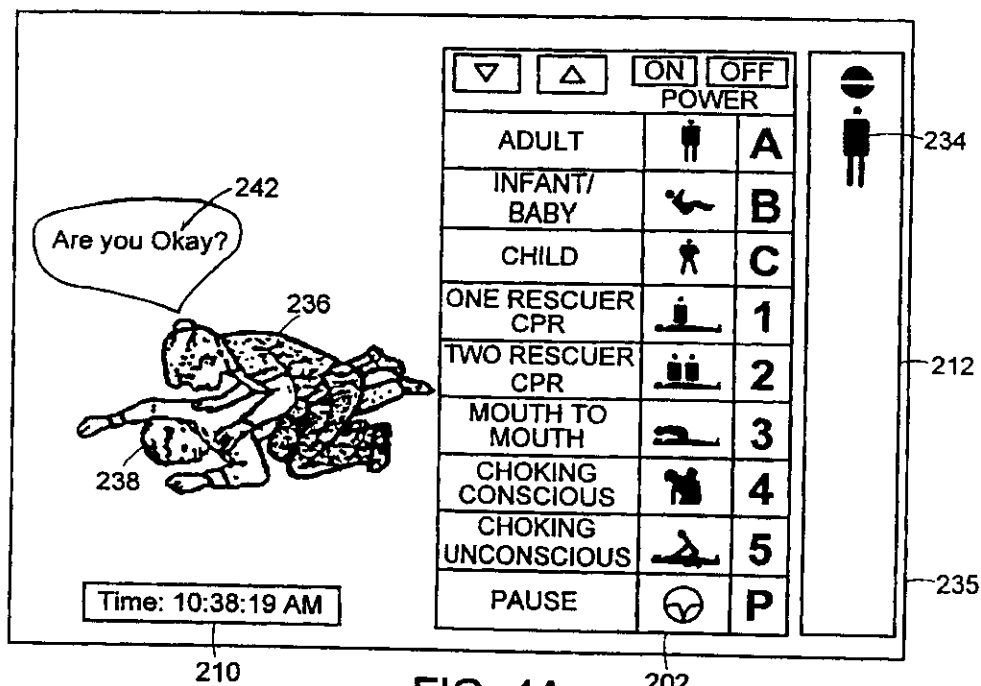 242
Are you Okay?
236
238
Time: 10:38:19 AM
210
ON OFF
POWER
ADULT A
INFANT/
BABY B
CHILD C
ONE RESCUER
CPR 1
TWO RESCUER
CPR 2
MOUTH TO
MOUTH 3
CHOKING
CONSCIOUS 4
CHOKING
UNCONSCIOUS 5
PAUSE P
234
212
235
202
FIG. 4A